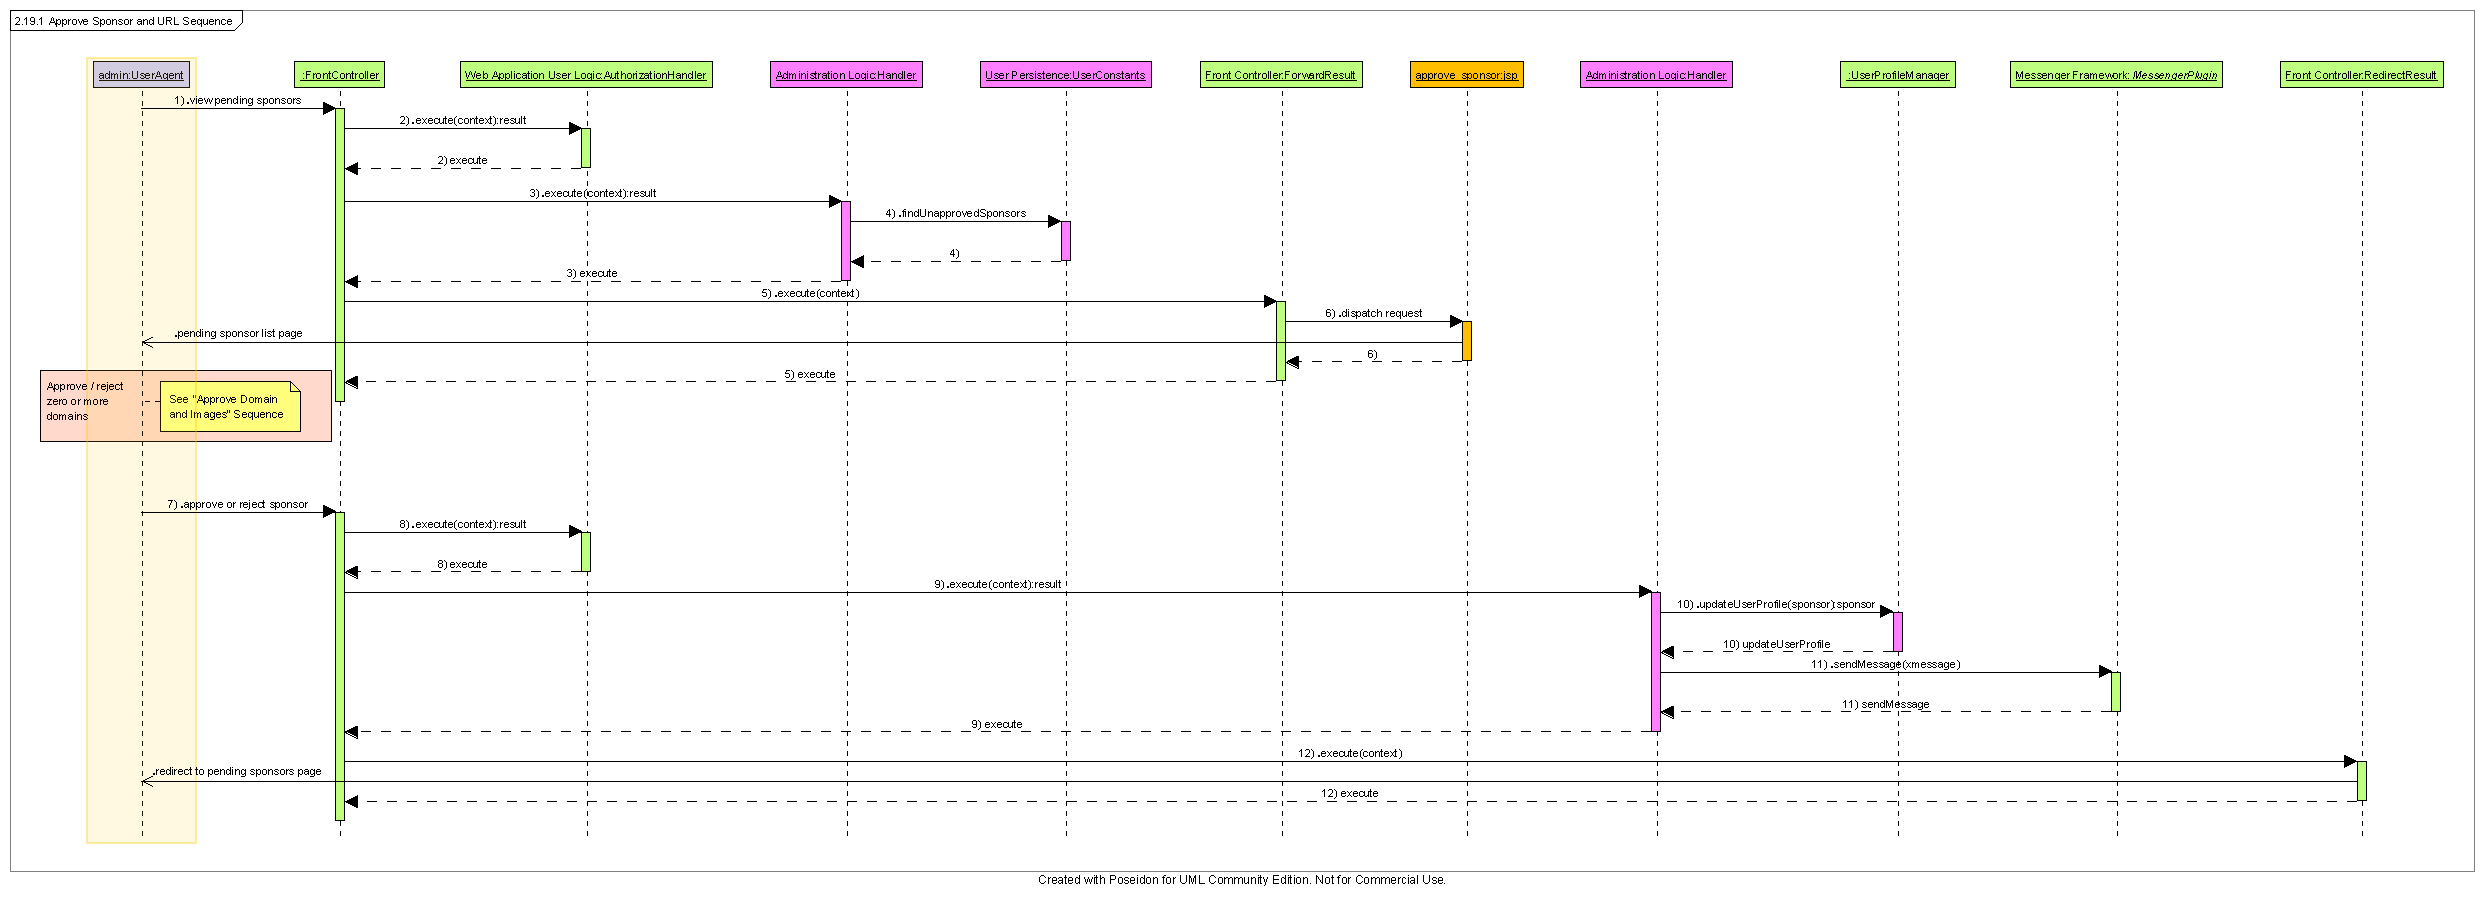 2.19.1 Approve Sponsor and URL Sequence
admin:UserAgent
:FrontController
Web Application User Logic:AuthorizationHandler
Administration Logic:Handler
User Persistence:UserConstants
Front Controller:ForwardResult
approve_sponsor:jsp
Administration Logic:Handler
:UserProfileManager
Messenger Framework: MessengerPlugin
Front Controller:RedirectResult
1) .view pending sponsors
2) .execute(context):result
2) execute
3) .execute(context):result
4) .findUnapprovedSponsors
4)
3) execute
5) .execute(context)
6) .dispatch request
.pending sponsor list page
6)
5) execute
Approve / reject
zero or more
domains
See "Approve Domain
and Images" Sequence
7) .approve or reject sponsor
8) .execute(context):result
8) execute
9) .execute(context):result
10) .updateUserProfile(sponsor):sponsor
10) updateUserProfile
11) .sendMessage(xmessage)
11) sendMessage
9) execute
12) .execute(context)
.redirect to pending sponsors page
12) execute
Created with Poseidon for UML Community Edition. Not for Commercial Use.